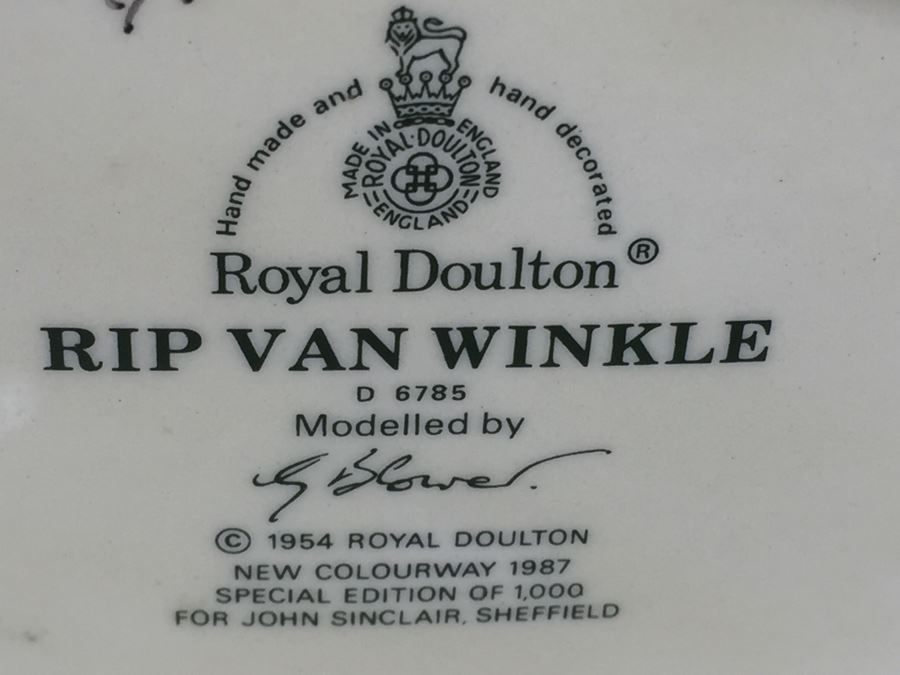 Hand made and hand decorated
MADE IN ENGLAND
ROYAL·DOULTON
ENGLAND
Royal Doulton®
RIP VAN WINKLE
D 6785
Modelled by
G Blower.
© 1954 ROYAL DOULTON
NEW COLOURWAY 1987
SPECIAL EDITION OF 1,000
FOR JOHN SINCLAIR, SHEFFIELD